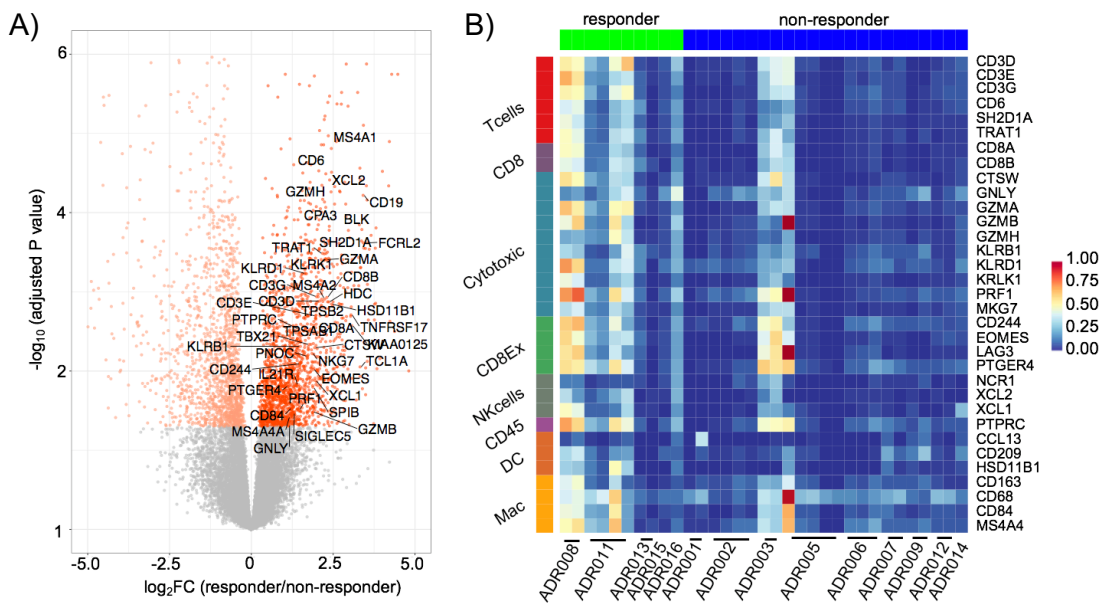 A)
6
4
2
1
-log10 (adjusted P value)
-5.0
-2.5
0
2.5
5.0
log2FC (responder/non-responder)
MS4A1
CD6
XCL2
GZMH
CD19
CPA3
BLK
SH2D1A
FCRL2
TRAT1
GZMA
KLRK1
KLRD1
CD8B
CD3G
MS4A2
HDC
CD3E
CD3D
HSD11B1
TPSB2
PTPRC
CD8A
TNFRSF17
TPSAB1
TBX21
CTSW
KIAA0125
KLRB1
PNOC
NKG7
TCL1A
CD244
IL21R
EOMES
PTGER4
PRF1
XCL1
CD84
SPIB
MS4A4A
GZMB
SIGLEC5
GNLY
B)
responder
non-responder
Tcells
CD8
Cytotoxic
CD8Ex
NKcells
CD45
DC
Mac
CD3D
CD3E
CD3G
CD6
SH2D1A
TRAT1
CD8A
CD8B
CTSW
GNLY
GZMA
GZMB
GZMH
KLRB1
KLRD1
KRLK1
PRF1
MKG7
CD244
EOMES
LAG3
PTGER4
NCR1
XCL2
XCL1
PTPRC
CCL13
CD209
HSD11B1
CD163
CD68
CD84
MS4A4
1.00
0.75
0.50
0.25
0.00
ADR008
ADR011
ADR013
ADR015
ADR016
ADR001
ADR002
ADR003
ADR005
ADR006
ADR007
ADR009
ADR012
ADR014